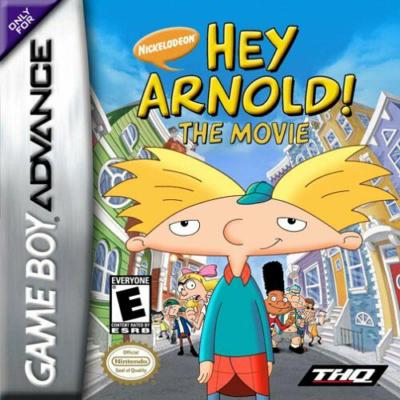 ONLY
FOR
GAME BOY ADVANCE
NICKELODEON
HEY
ARNOLD!
THE MOVIE
EVERYONE
E
CONTENT RATED BY
ESRB
Official
Nintendo
Seal of Quality
THQ